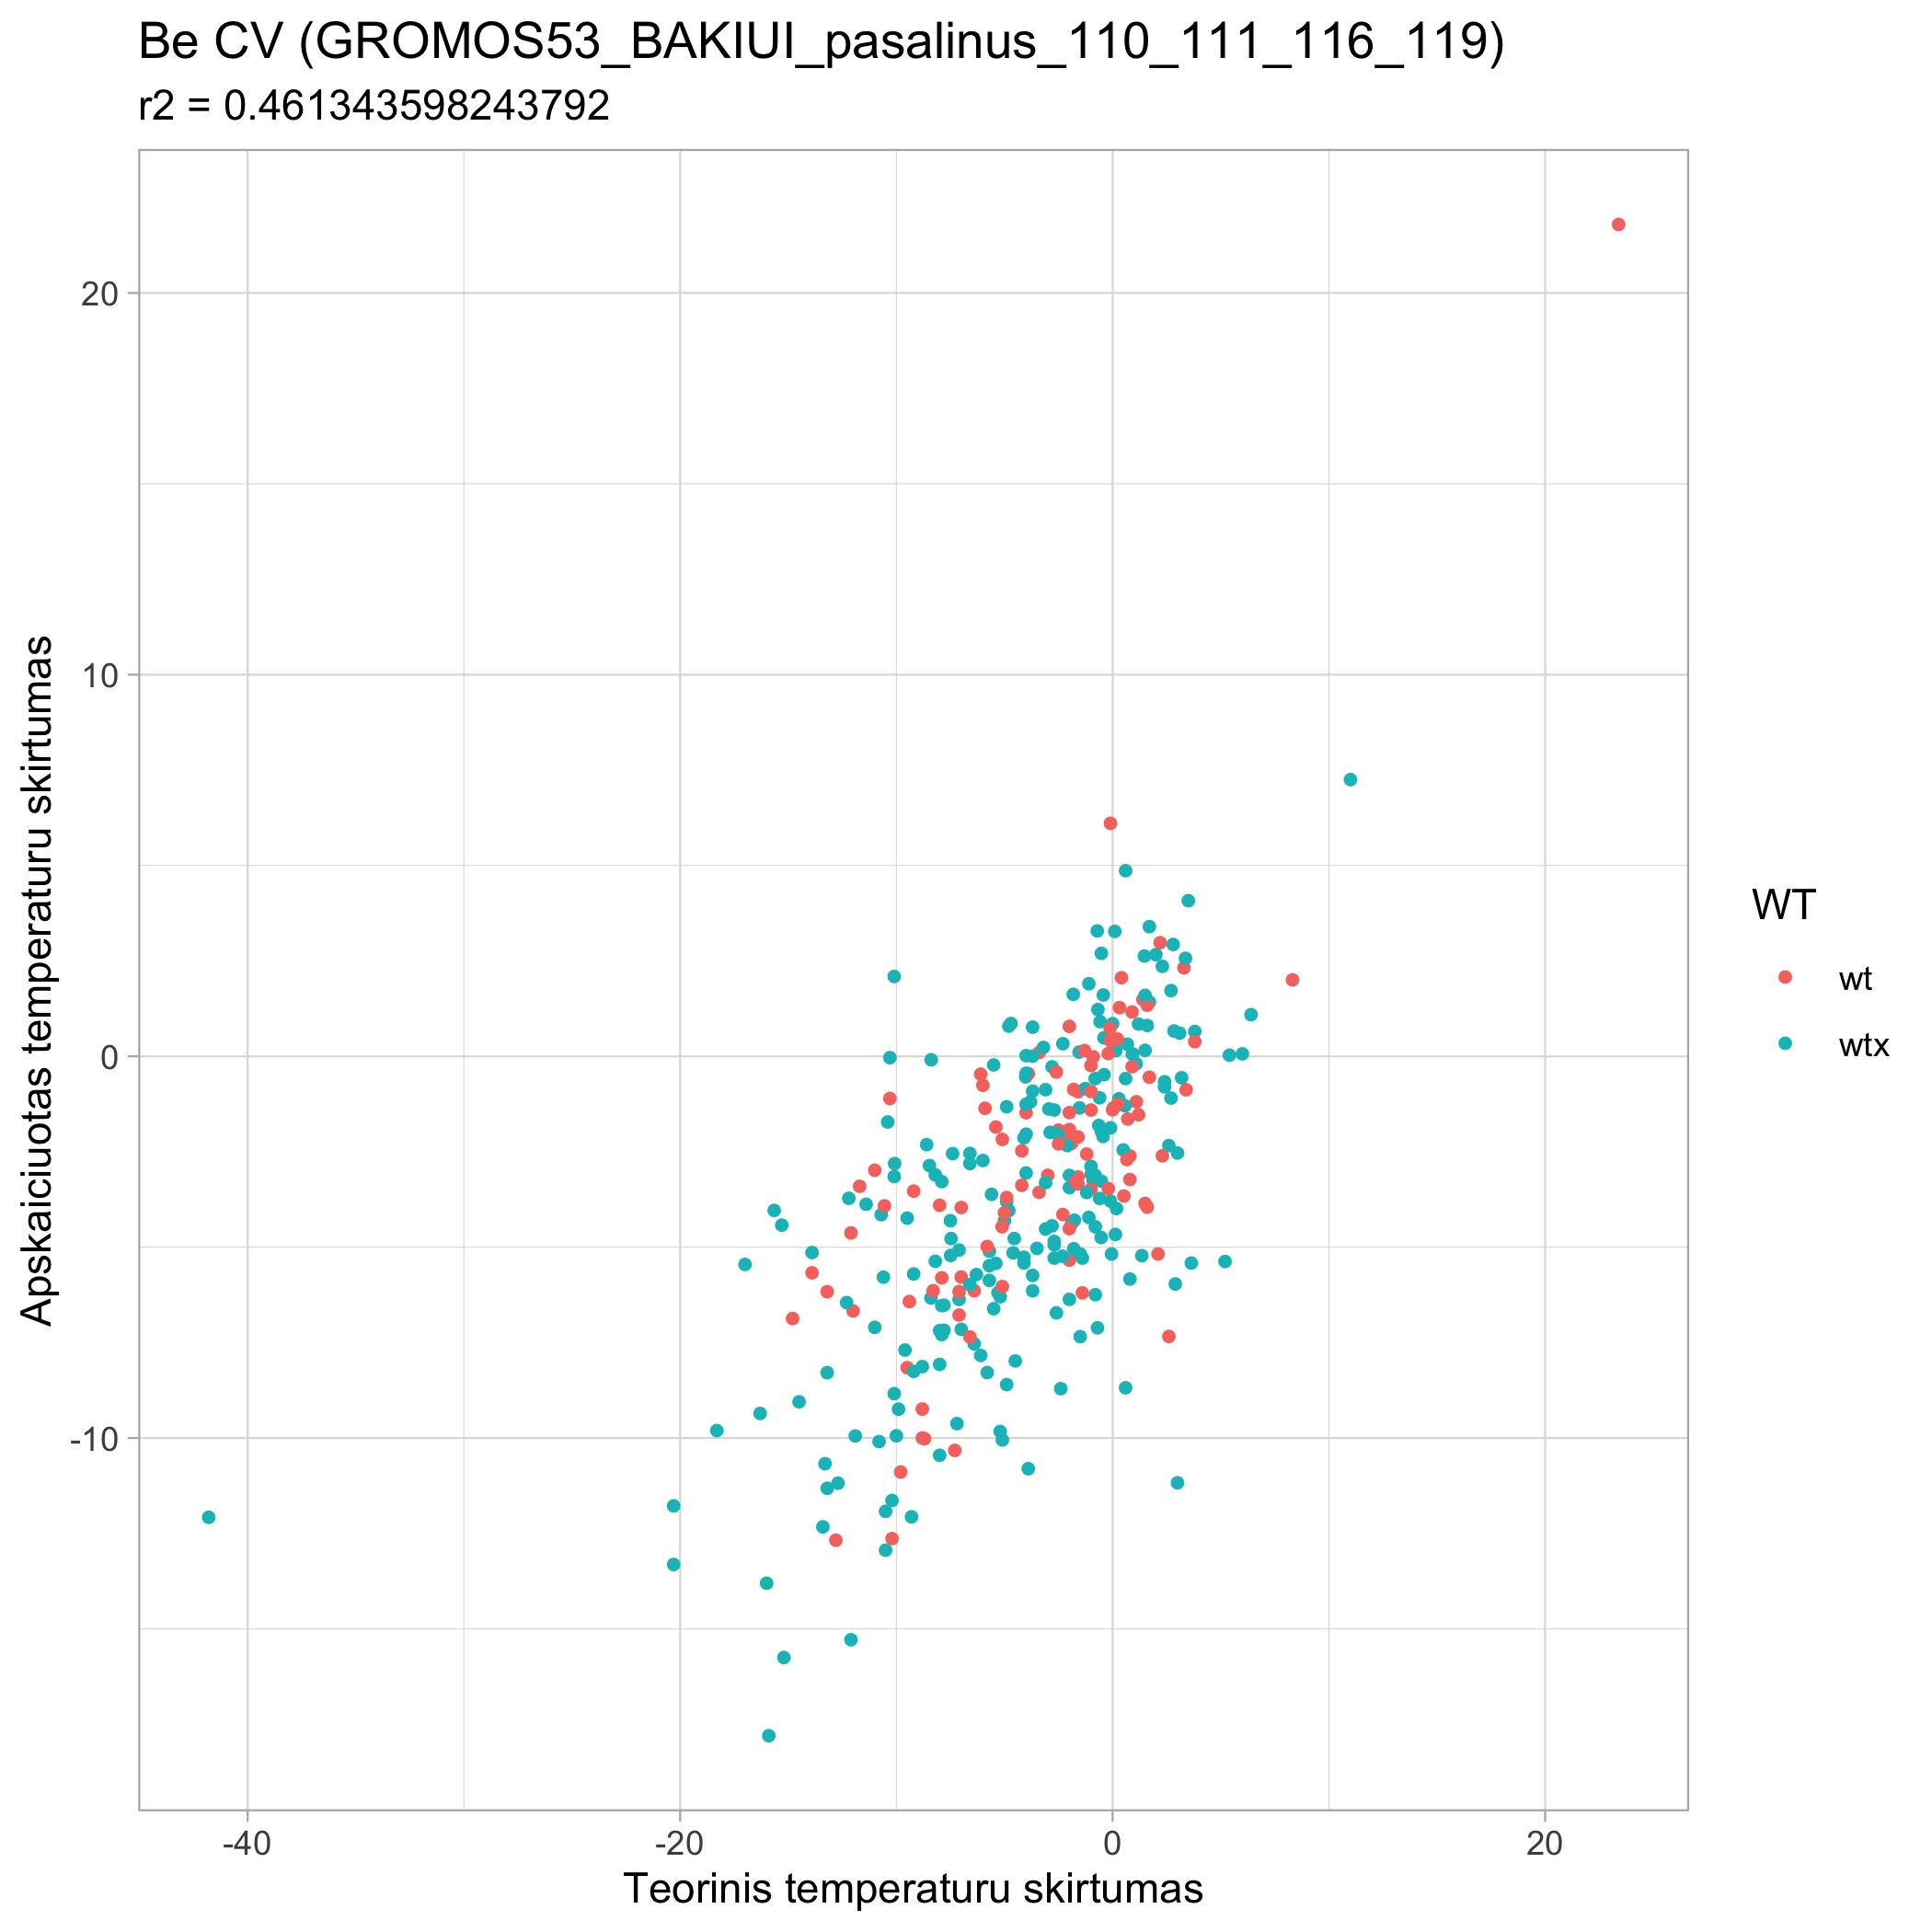 Be CV (GROMOS53_BAKIUI_pasalinus_110_111_116_119)
r2 = 0.461343598243792
Apskaiciuotas temperaturu skirtumas
20
10
0
-10
-40
-20
0
20
Teorinis temperaturu skirtumas
WT
wt
wtx